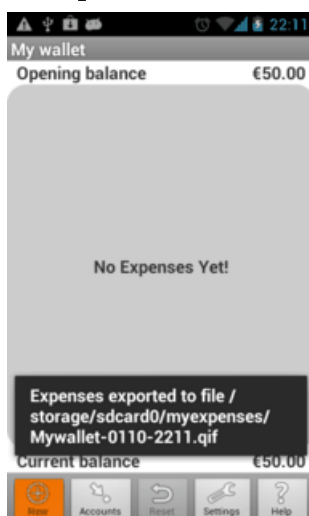 22:11
My wallet
Opening balance €50.00
No Expenses Yet!
Expenses exported to file /
storage/sdcard0/myexpenses/
Mywallet-0110-2211.qif
Current balance €50.00
New Accounts Reset Settings Help